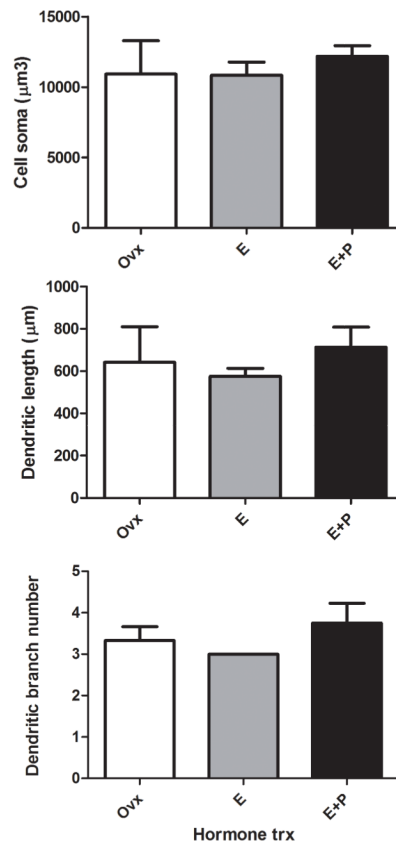 Cell soma (µm3)
15000
10000
5000
0
Ovx
E
E+P
Dendritic length (µm)
1000
800
600
400
200
0
Ovx
E
E+P
Dendritic branch number
5
4
3
2
1
0
Ovx
E
E+P
Hormone trx